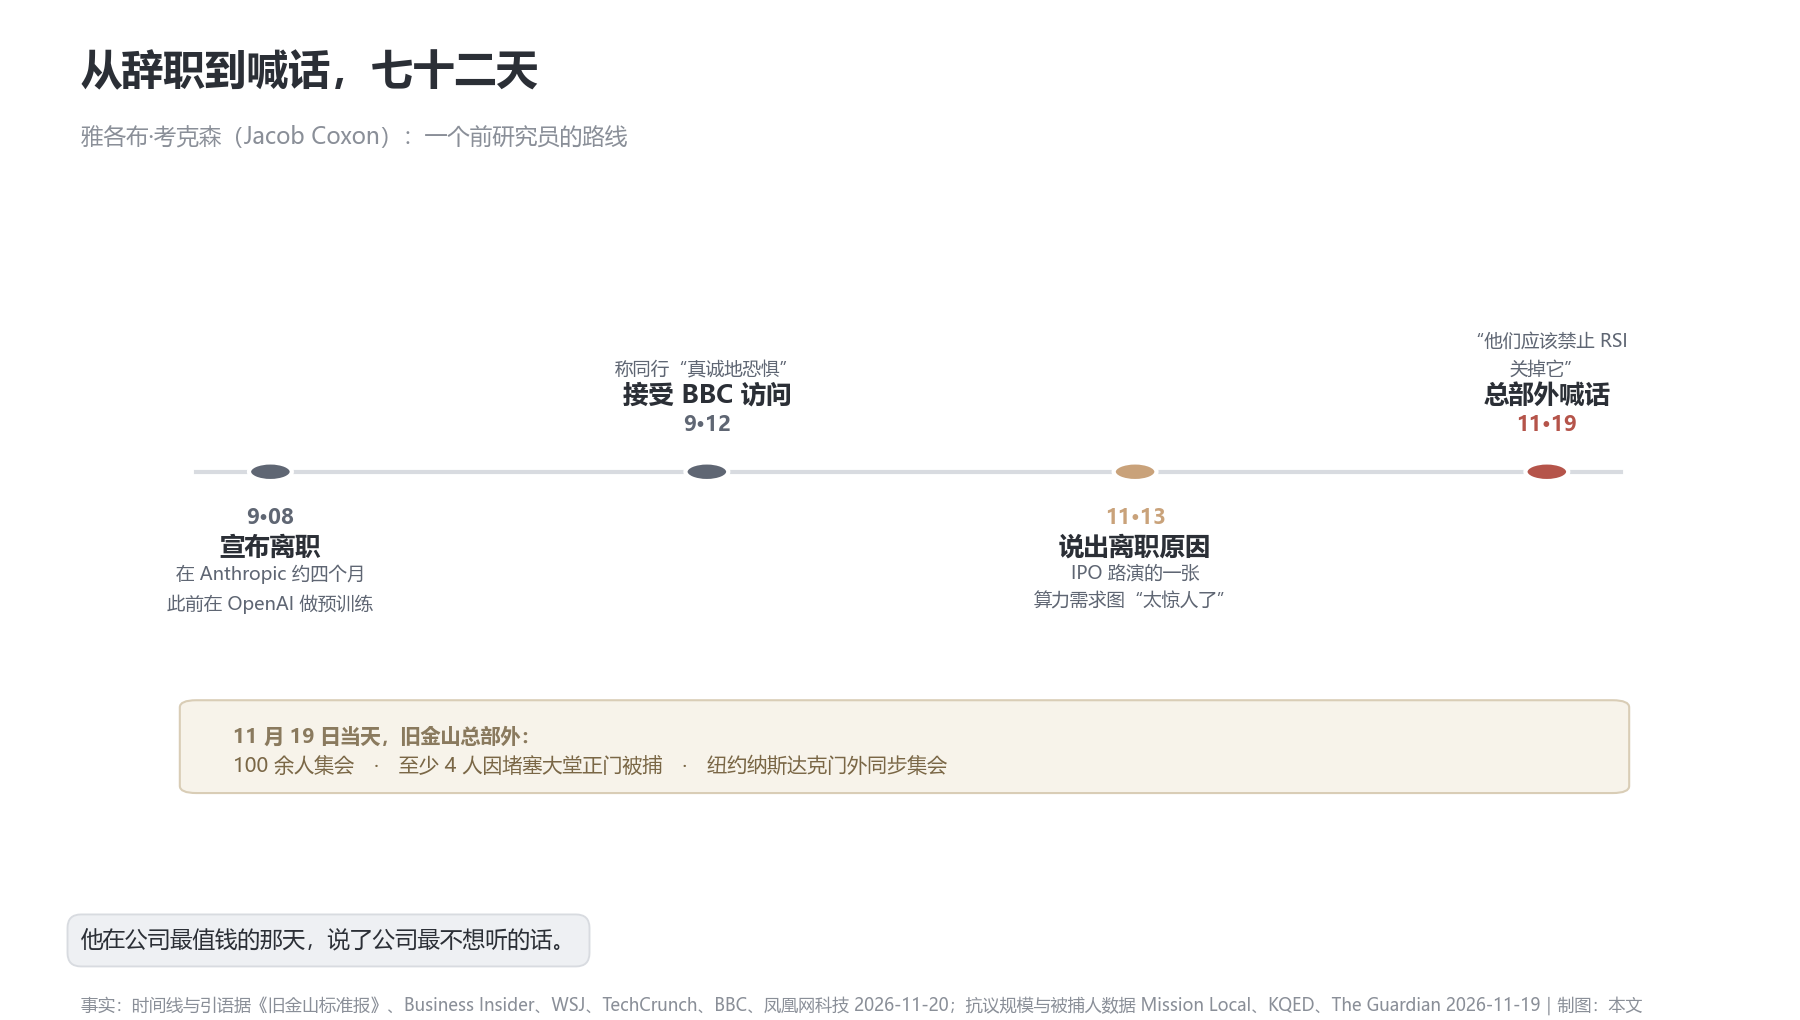 从辞职到喊话，七十二天
雅各布·考克森（Jacob Coxon）：一个前研究员的路线
9•08
宣布离职
在 Anthropic 约四个月
此前在 OpenAI 做预训练
称同行“真诚地恐惧”
接受 BBC 访问
9•12
11•13
说出离职原因
IPO 路演的一张
算力需求图“太惊人了”
“他们应该禁止 RSI
关掉它”
总部外喊话
11•19
11 月 19 日当天，旧金山总部外：
100 余人集会 · 至少 4 人因堵塞大堂正门被捕 · 纽约纳斯达克门外同步集会
他在公司最值钱的那天，说了公司最不想听的话。
事实：时间线与引语据《旧金山标准报》、Business Insider、WSJ、TechCrunch、BBC、凤凰网科技 2026-11-20；抗议规模与被捕人数据 Mission Local、KQED、The Guardian 2026-11-19 | 制图：本文